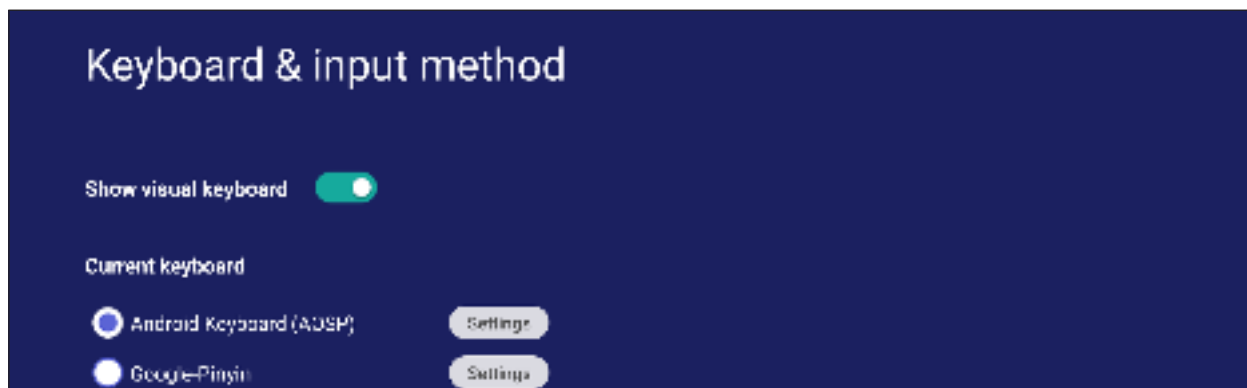 Keyboard & input method
Show visual keyboard
Current keyboard
Android Keyboard (AOSP) Settings
Google-Pinyin Settings